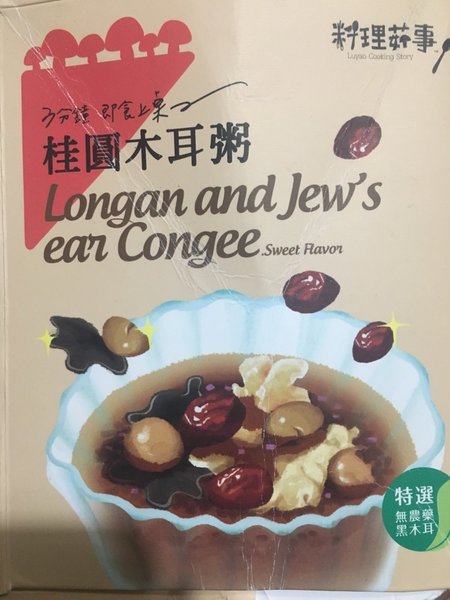 料理菇事
Luyao Cooking Story
3分鐘 即食上桌
桂圓木耳粥
Longan and Jew's
ear Congee.Sweet Flavor
特選
無農藥
黑木耳